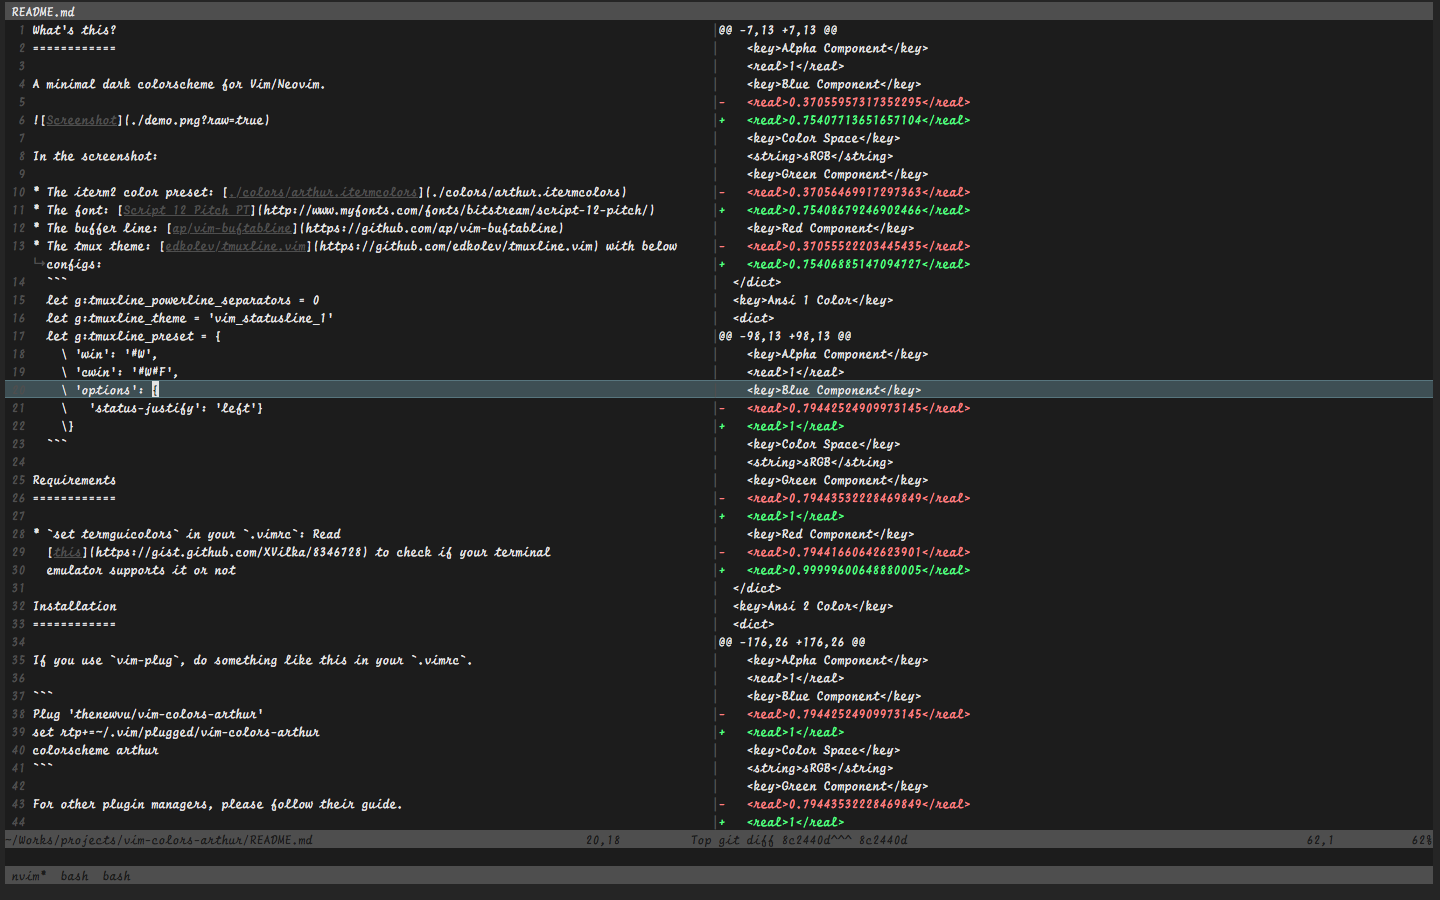 README.md
1 What's this?
2 ============
3
4 A minimal dark colorscheme for Vim/Neovim.
5
6 ![Screenshot](./demo.png?raw=true)
7
8 In the screenshot:
9
10 * The iterm2 color preset: [./colors/arthur.itermcolors](./colors/arthur.itermcolors)
11 * The font: [Script 12 Pitch PT](http://www.myfonts.com/fonts/bitstream/script-12-pitch/)
12 * The buffer line: [ap/vim-buftabline](https://github.com/ap/vim-buftabline)
13 * The tmux theme: [edkolev/tmuxline.vim](https://github.com/edkolev/tmuxline.vim) with below
configs:
14 ```
15 let g:tmuxline_powerline_separators = 0
16 let g:tmuxline_theme = 'vim_statusline_1'
17 let g:tmuxline_preset = {
18 \ 'win': '#W',
19 \ 'cwin': '#W#F',
\ 'options': {
21 \ 'status-justify': 'left'}
22 \}
23 ```
24
25 Requirements
26 ============
27
28 * `set termguicolors` in your `.vimrc`: Read
29 [this](https://gist.github.com/XVilka/8346728) to check if your terminal
30 emulator supports it or not
31
32 Installation
33 ============
34
35 If you use `vim-plug`, do something like this in your `.vimrc`.
36
37 ```
38 Plug 'thenewvu/vim-colors-arthur'
39 set rtp+=~/.vim/plugged/vim-colors-arthur
40 colorscheme arthur
41 ```
42
43 For other plugin managers, please follow their guide.
44
~/Works/projects/vim-colors-arthur/README.md 20,18 Top
@@ -7,13 +7,13 @@
<key>Alpha Component</key>
<real>1</real>
<key>Blue Component</key>
- <real>0.37055957317352295</real>
+ <real>0.75407713651657104</real>
<key>Color Space</key>
<string>sRGB</string>
<key>Green Component</key>
- <real>0.37056469917297363</real>
+ <real>0.75408679246902466</real>
<key>Red Component</key>
- <real>0.37055522203445435</real>
+ <real>0.75406885147094727</real>
</dict>
<key>Ansi 1 Color</key>
<dict>
@@ -98,13 +98,13 @@
<key>Alpha Component</key>
<real>1</real>
<key>Blue Component</key>
- <real>0.79442524909973145</real>
+ <real>1</real>
<key>Color Space</key>
<string>sRGB</string>
<key>Green Component</key>
- <real>0.79443532228469849</real>
+ <real>1</real>
<key>Red Component</key>
- <real>0.79441660642623901</real>
+ <real>0.99999600648880005</real>
</dict>
<key>Ansi 2 Color</key>
<dict>
@@ -176,26 +176,26 @@
<key>Alpha Component</key>
<real>1</real>
<key>Blue Component</key>
- <real>0.79442524909973145</real>
+ <real>1</real>
<key>Color Space</key>
<string>sRGB</string>
<key>Green Component</key>
- <real>0.79443532228469849</real>
+ <real>1</real>
git diff 8c2440d^^^ 8c2440d 62,1 62%
nvim* bash bash